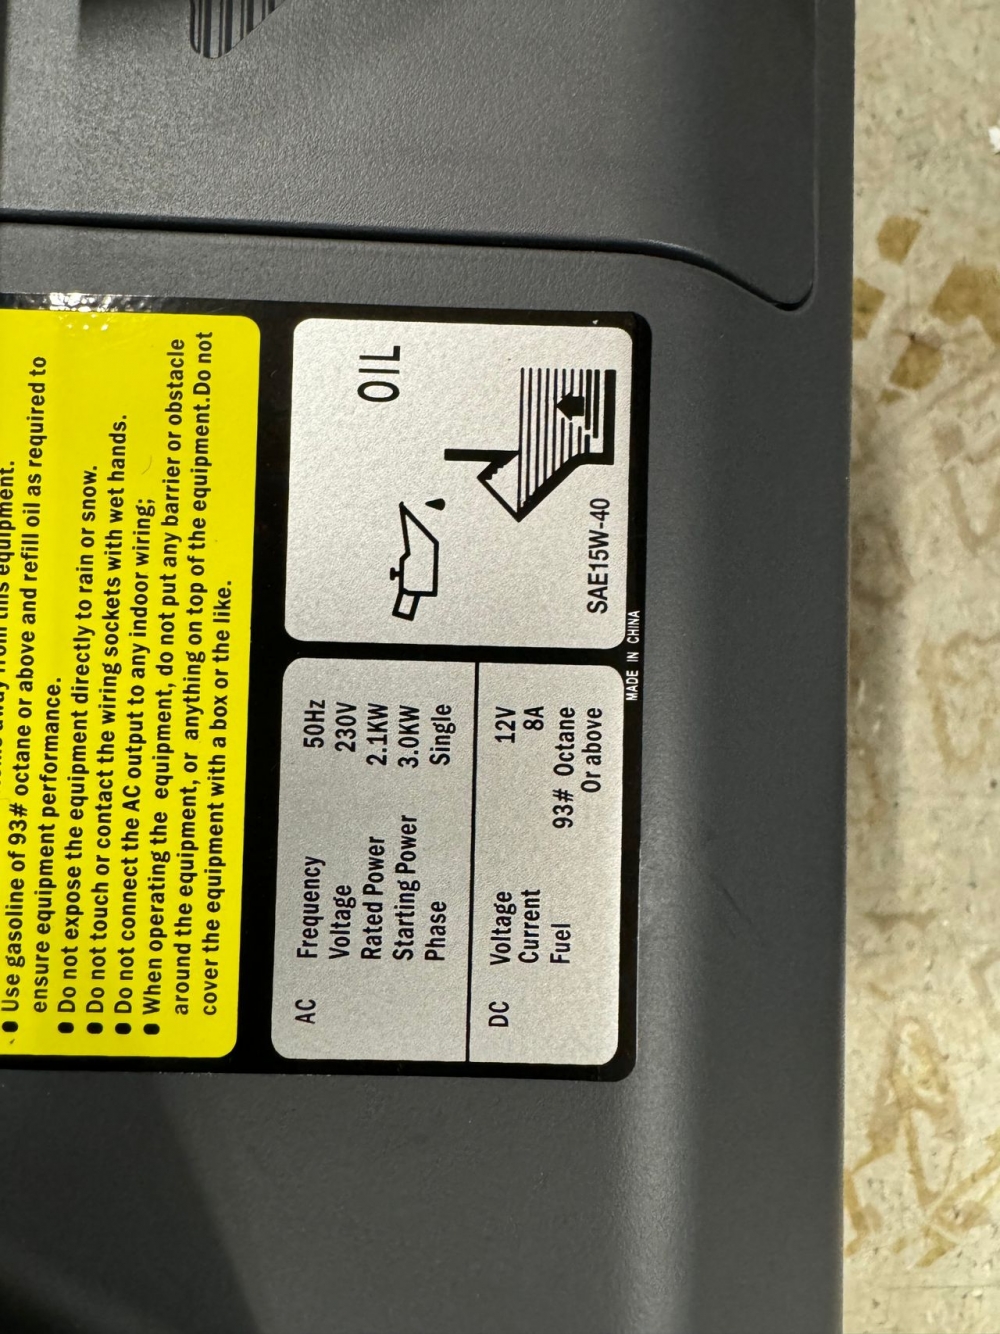 this equipment.
● Use gasoline of 93# octane or above and refill oil as required to
ensure equipment performance.
● Do not expose the equipment directly to rain or snow.
● Do not touch or contact the wiring sockets with wet hands.
● Do not connect the AC output to any indoor wiring;
● When operating the equipment, do not put any barrier or obstacle
around the equipment, or anything on top of the equipment.Do not
cover the equipment with a box or the like.
AC Frequency 50Hz
Voltage 230V
Rated Power 2.1KW
Starting Power 3.0KW
Phase Single
DC Voltage 12V
Current 8A
Fuel 93# Octane
Or above
OIL
SAE15W-40
MADE IN CHINA